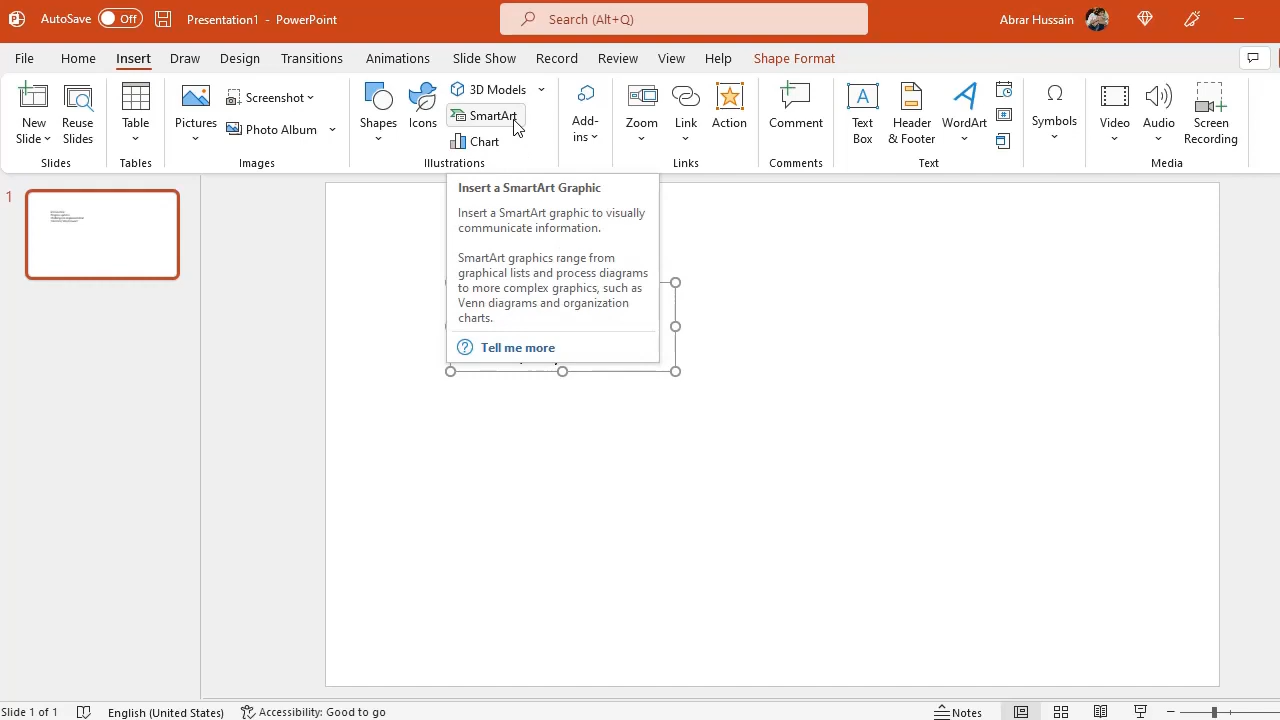 AutoSave Off Presentation1 - PowerPoint Search (Alt+Q) Abrar Hussain
File Home Insert Draw Design Transitions Animations Slide Show Record Review View Help Shape Format
New Slide
Reuse Slides
Slides
Table
Tables
Pictures
Screenshot
Photo Album
Images
Shapes
Icons
3D Models
SmartArt
Chart
Illustrations
Add-ins
Zoom
Link
Action
Links
Comment
Comments
Text Box
Header & Footer
WordArt
Text
Symbols
Video
Audio
Screen Recording
Media
1
Insert a SmartArt Graphic
Insert a SmartArt graphic to visually
communicate information.
SmartArt graphics range from
graphical lists and process diagrams
to more complex graphics, such as
Venn diagrams and organization
charts.
Tell me more
Slide 1 of 1 English (United States) Accessibility: Good to go Notes